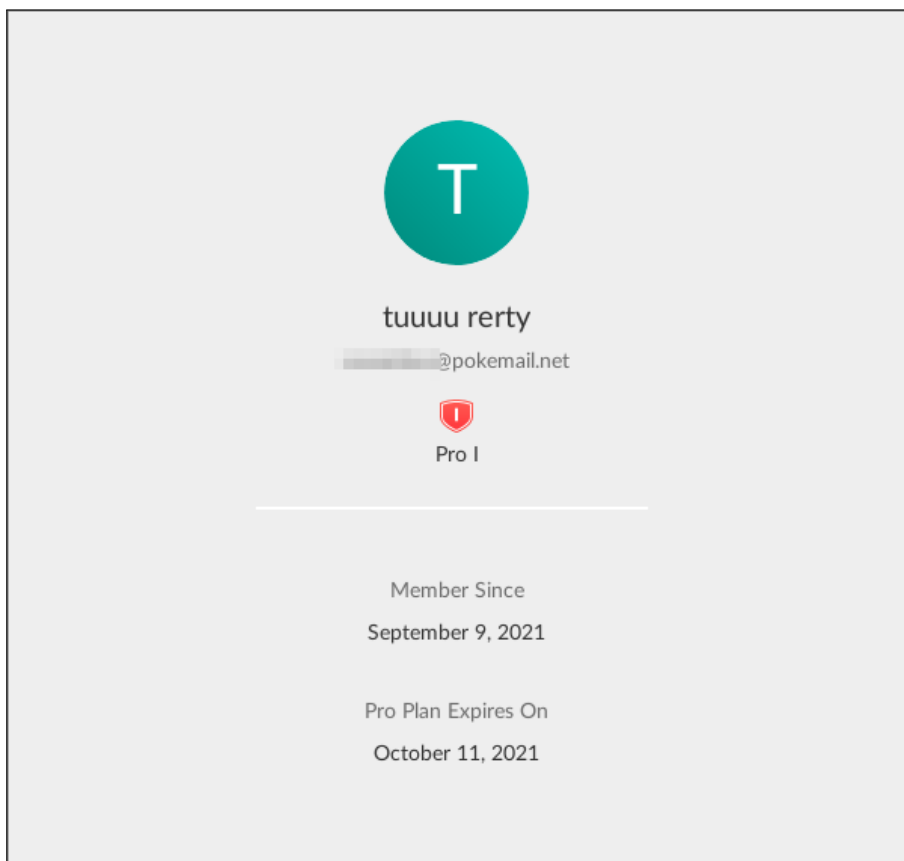 T
tuuuu rerty
@pokemail.net
I
Pro I
Member Since
September 9, 2021
Pro Plan Expires On
October 11, 2021